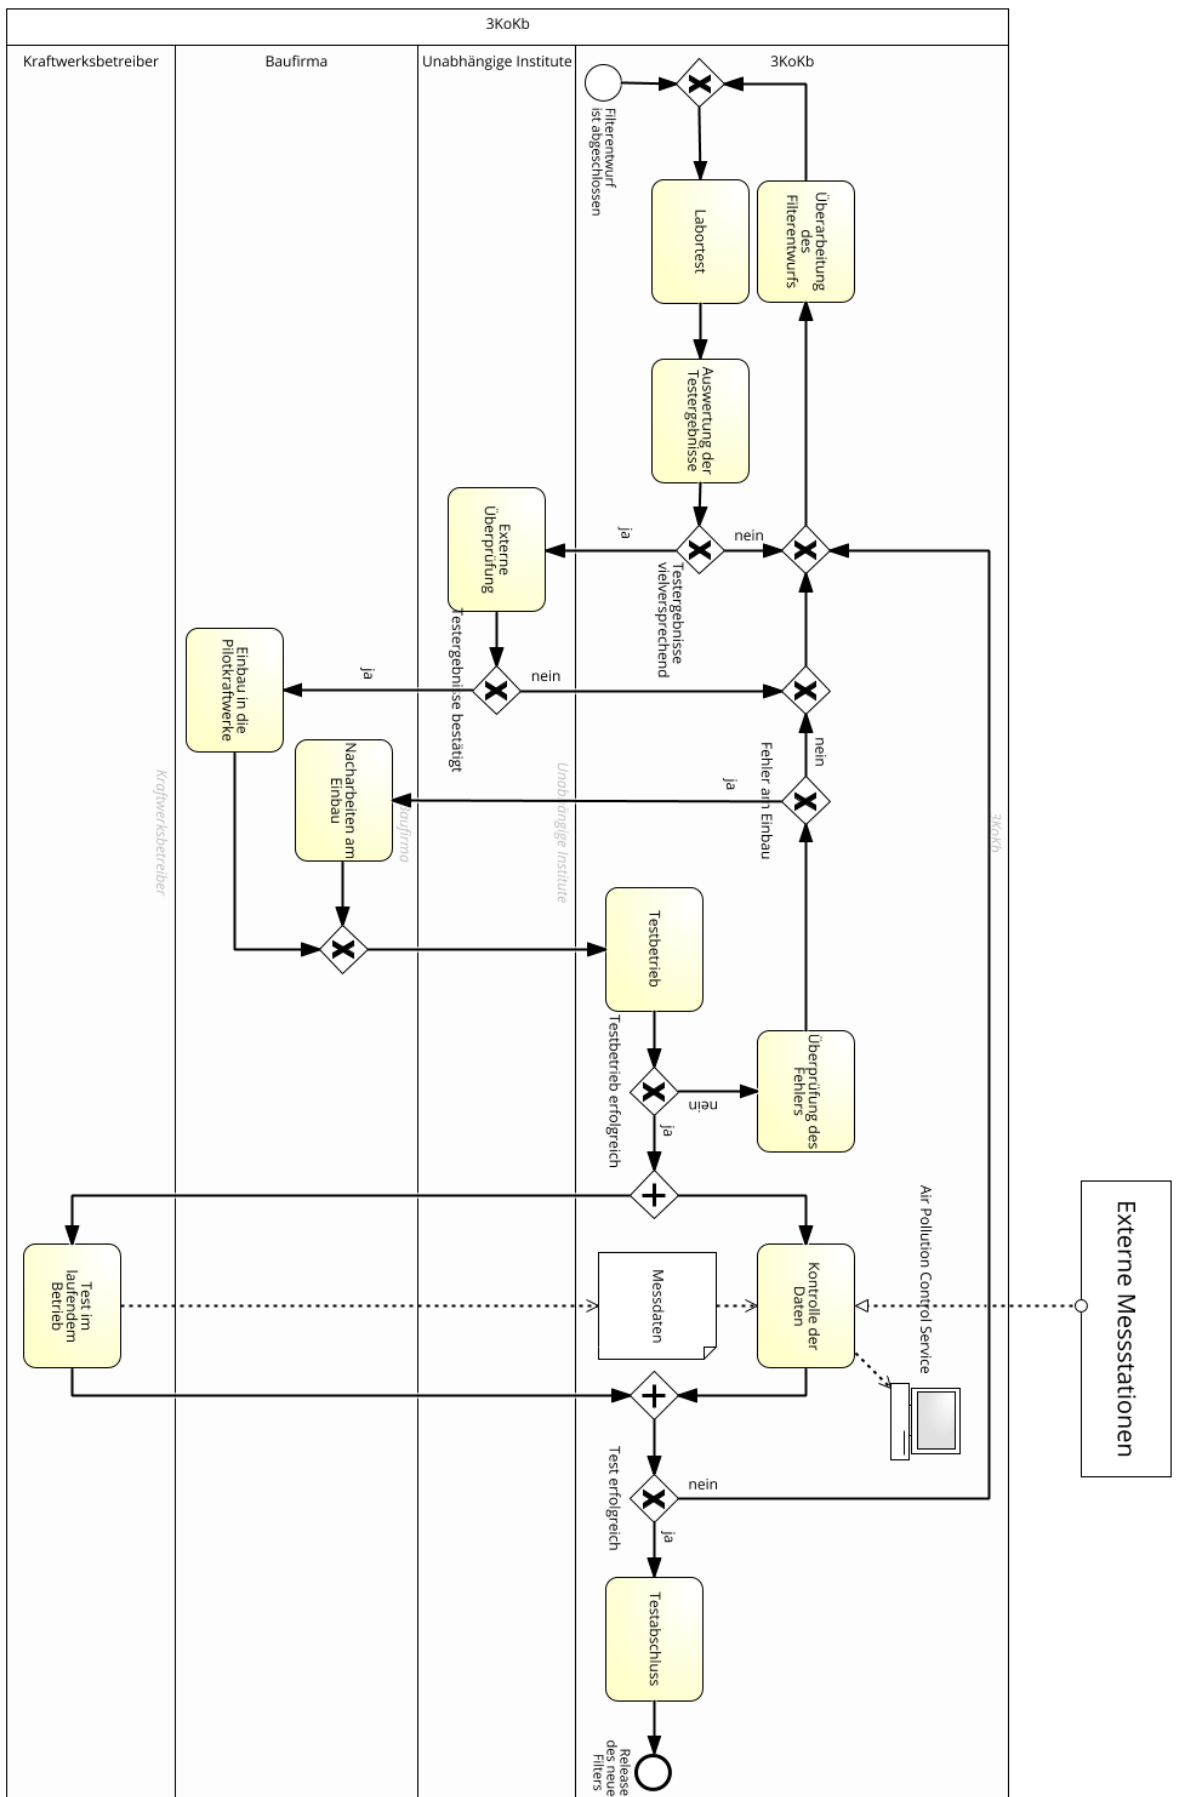 3KoKb
Kraftwerksbetreiber
Baufirma
Unabhängige Institute
3KoKb
Filterentwurf
ist abgeschlossen
Labortest
Überarbeitung
des
Filterentwurfs
Auswertung der
Testergebnisse
nein
ja
Testergebnisse
vielversprechend
Externe
Überprüfung
nein
ja
Testergebnisse bestätigt
Einbau in die
Pilotkraftwerke
nein
ja
Fehler am Einbau
Nacharbeiten am
Einbau
Kraftwerksbetreiber
Baufirma
Unabhängige Institute
3KoKb
Testbetrieb
Testbetrieb erfolgreich
nein
ja
Überprüfung des
Fehlers
Air Pollution Control Service
Externe Messstationen
Test im
laufendem
Betrieb
Messdaten
Kontrolle der
Daten
Test erfolgreich
nein
ja
Testabschluss
Release
des neue
Filters